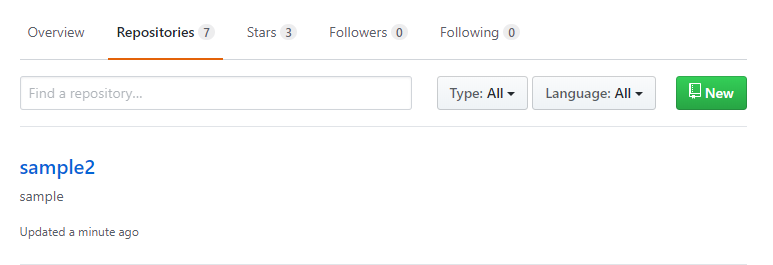 Overview Repositories 7 Stars 3 Followers 0 Following 0
Find a repository... Type: All Language: All New
sample2
sample
Updated a minute ago